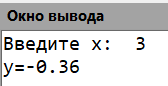 Окно вывода
Введите x:  3
y=-0.36